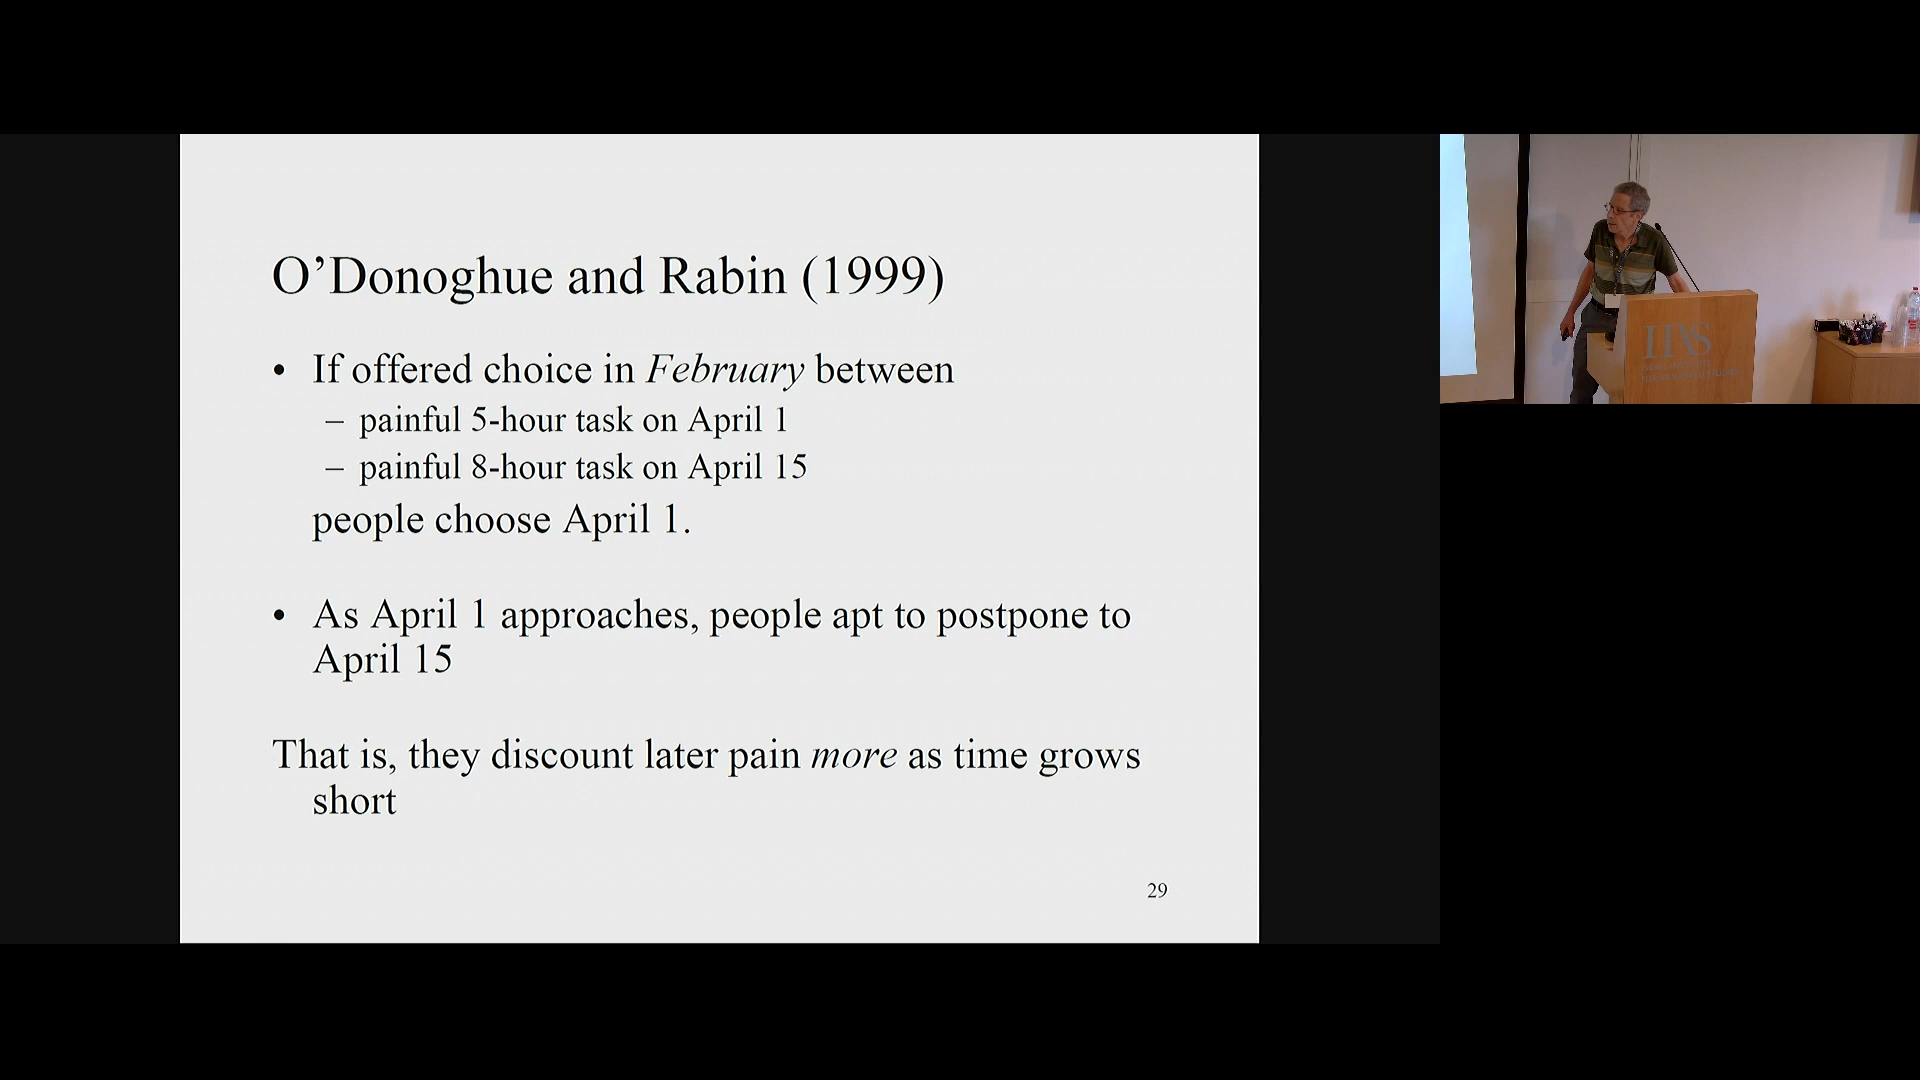 O’Donoghue and Rabin (1999)
• If offered choice in February between
– painful 5-hour task on April 1
– painful 8-hour task on April 15
people choose April 1.
• As April 1 approaches, people apt to postpone to
April 15
That is, they discount later pain more as time grows
short
29
IIAS